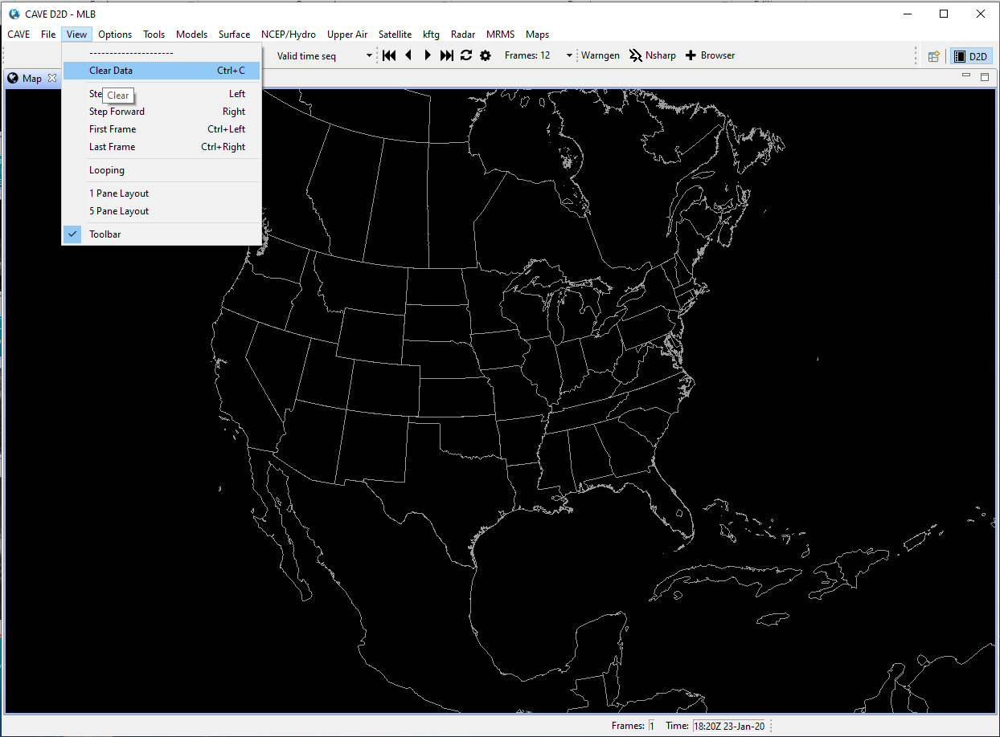 CAVE D2D - MLB
CAVE File View Options Tools Models Surface NCEP/Hydro Upper Air Satellite kftg Radar MRMS Maps
Valid time seq Frames: 12 Warngen Nsharp Browser D2D
---------------------
Map
Clear Data Ctrl+C
Ste Left
Clear
Step Forward Right
First Frame Ctrl+Left
Last Frame Ctrl+Right
Looping
1 Pane Layout
5 Pane Layout
Toolbar
Frames: 1 Time: 18:20Z 23-Jan-20